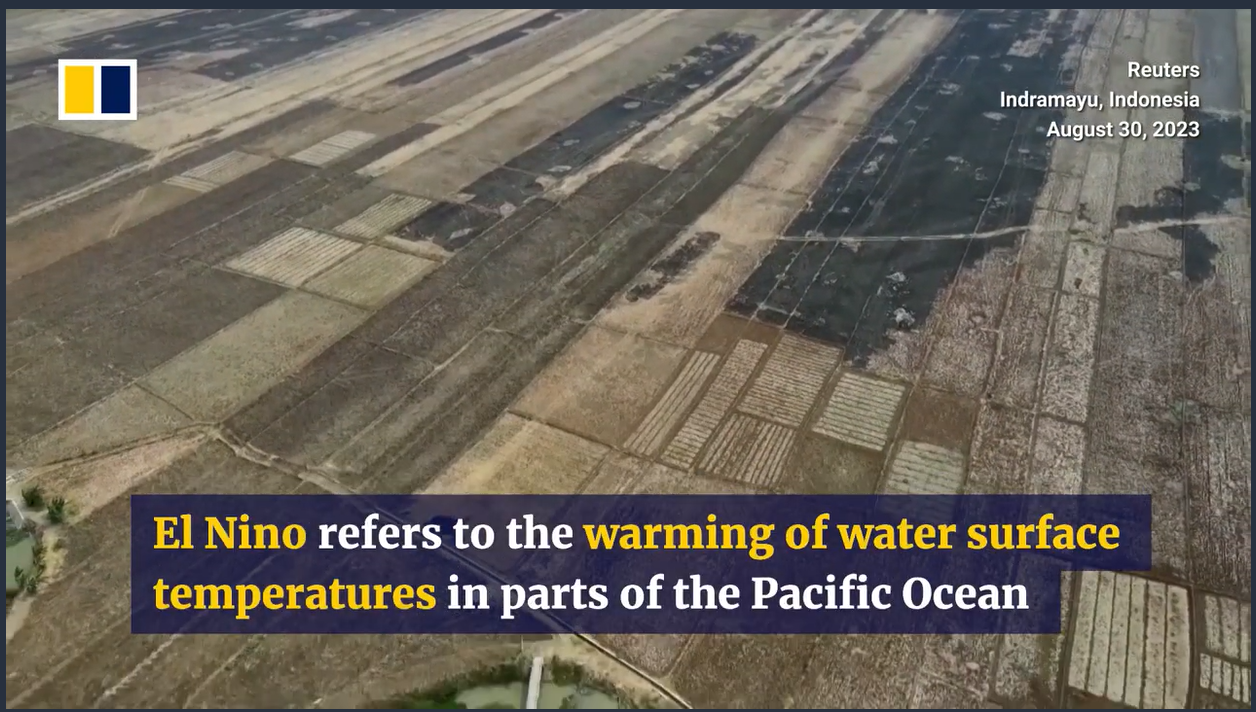 Reuters
Indramayu, Indonesia
August 30, 2023
El Nino refers to the warming of water surface
temperatures in parts of the Pacific Ocean